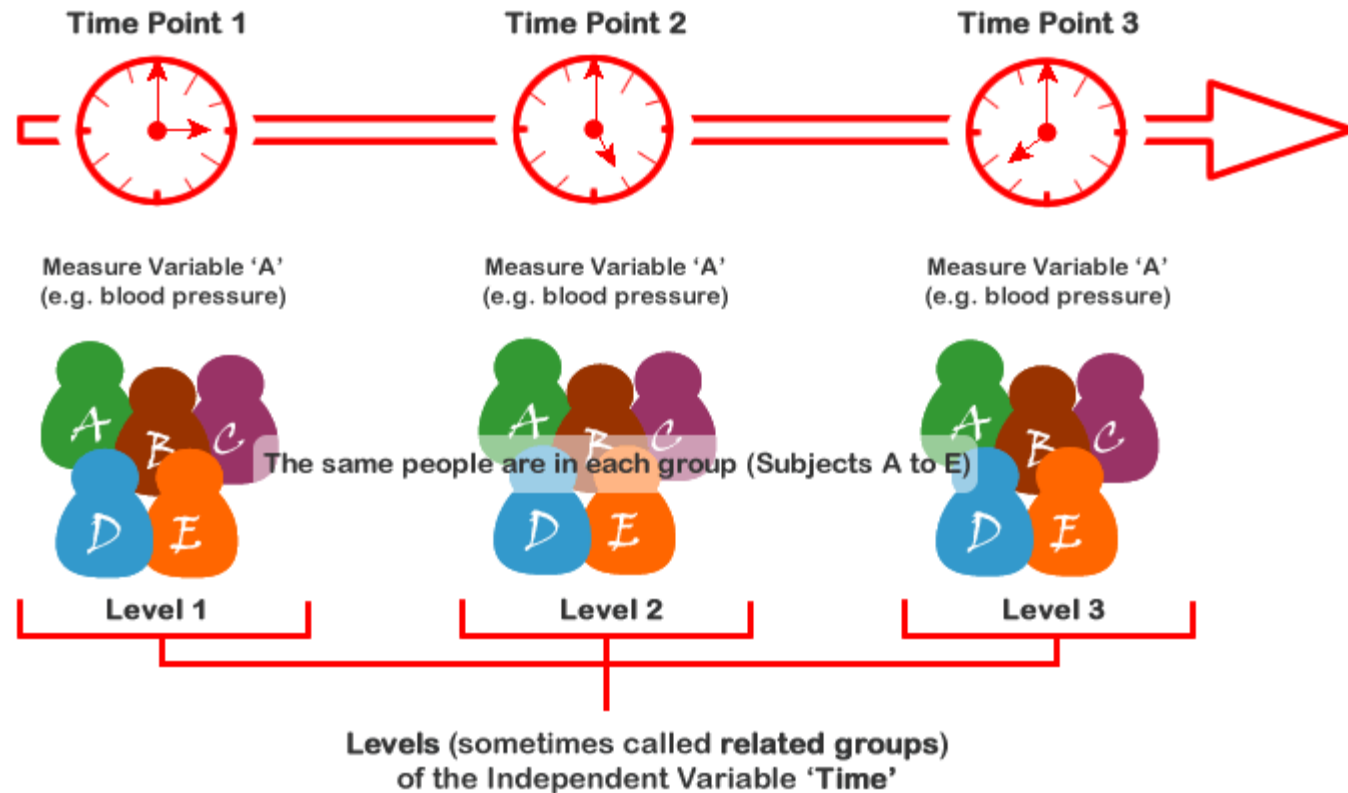 Time Point 1
Time Point 2
Time Point 3
Measure Variable ‘A’
(e.g. blood pressure)
Measure Variable ‘A’
(e.g. blood pressure)
Measure Variable ‘A’
(e.g. blood pressure)
A
B
C
D
E
A
B
C
D
E
A
B
C
D
E
The same people are in each group (Subjects A to E)
Level 1
Level 2
Level 3
Levels (sometimes called related groups)
of the Independent Variable ‘Time’